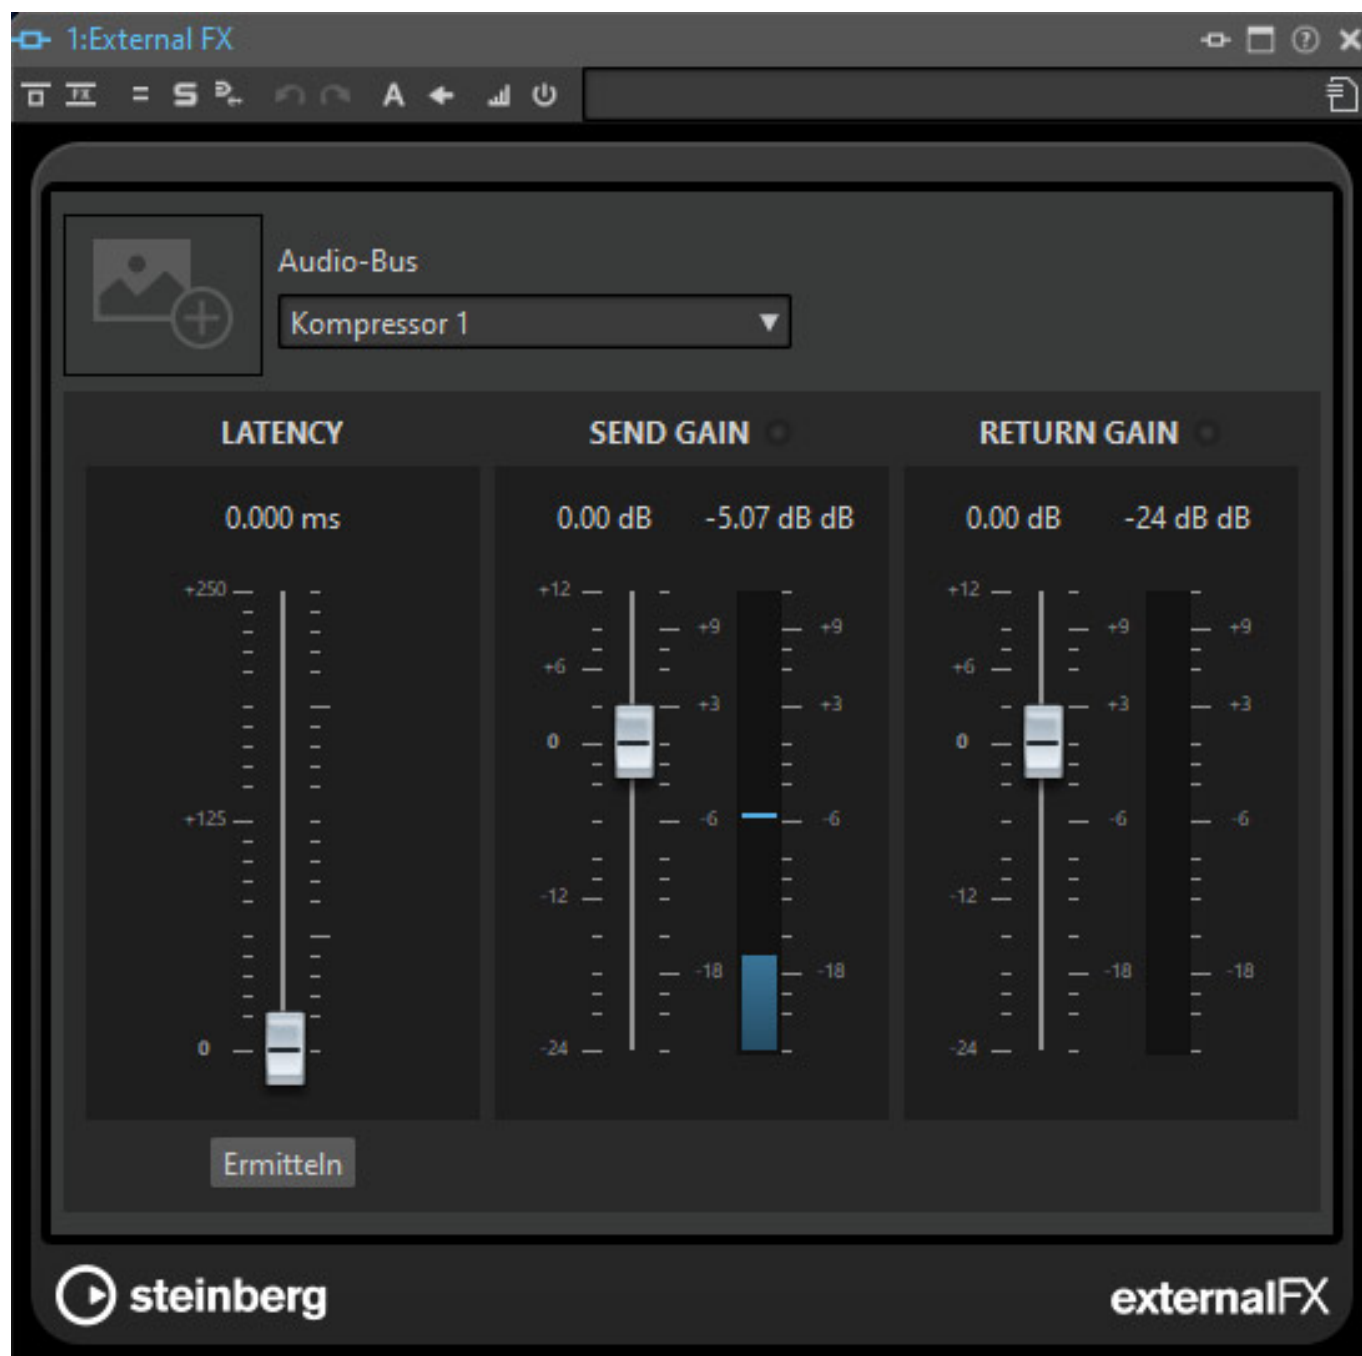 1:External FX
FX = S A
Audio-Bus
Kompressor 1
LATENCY SEND GAIN RETURN GAIN
0.000 ms 0.00 dB -5.07 dB dB 0.00 dB -24 dB dB
+250 +12 +12
+9 +9 +9 +9
+6 +6
+3 +3 +3 +3
0 0
+125 -6 -6 -6 -6
-12 -12
-18 -18 -18 -18
0 -24 -24
Ermitteln
steinberg externalFX